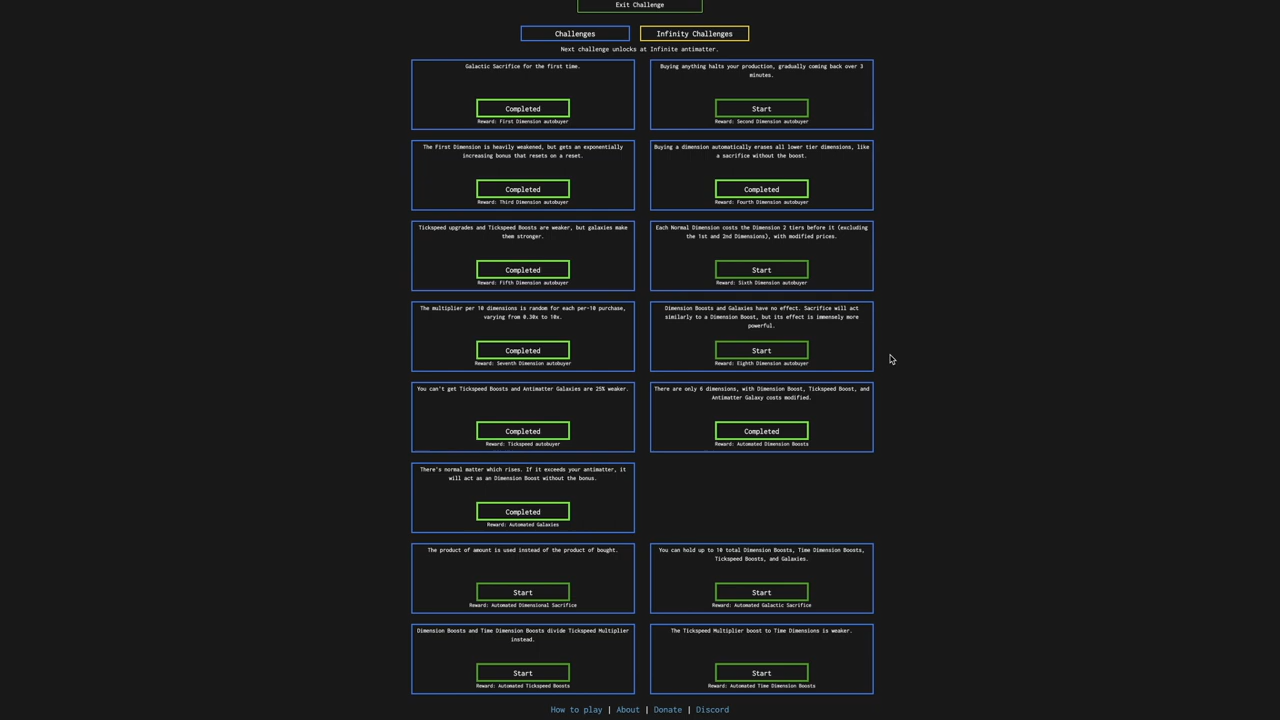 Exit Challenge
Challenges
Infinity Challenges
Next challenge unlocks at Infinite antimatter.
Galactic Sacrifice for the first time.
Completed
Reward: First Dimension autobuyer
Buying anything halts your production, gradually coming back over 3
minutes.
Start
Reward: Second Dimension autobuyer
The First Dimension is heavily weakened, but gets an exponentially
increasing bonus that resets on a reset.
Completed
Reward: Third Dimension autobuyer
Buying a dimension automatically erases all lower tier dimensions, like
a sacrifice without the boost.
Completed
Reward: Fourth Dimension autobuyer
Tickspeed upgrades and Tickspeed Boosts are weaker, but galaxies make
them stronger.
Completed
Reward: Fifth Dimension autobuyer
Each Normal Dimension costs the Dimension 2 tiers before it (excluding
the 1st and 2nd Dimensions), with modified prices.
Start
Reward: Sixth Dimension autobuyer
The multiplier per 10 dimensions is random for each per-10 purchase,
varying from 0.30x to 10x.
Completed
Reward: Seventh Dimension autobuyer
Dimension Boosts and Galaxies have no effect. Sacrifice will act
similarly to a Dimension Boost, but its effect is immensely more
powerful.
Start
Reward: Eighth Dimension autobuyer
You can't get Tickspeed Boosts and Antimatter Galaxies are 25% weaker.
Completed
Reward: Tickspeed autobuyer
There are only 6 dimensions, with Dimension Boost, Tickspeed Boost, and
Antimatter Galaxy costs modified.
Completed
Reward: Automated Dimension Boosts
There's normal matter which rises. If it exceeds your antimatter, it
will act as an Dimension Boost without the bonus.
Completed
Reward: Automated Galaxies
The product of amount is used instead of the product of bought.
Start
Reward: Automated Dimensional Sacrifice
You can hold up to 10 total Dimension Boosts, Time Dimension Boosts,
Tickspeed Boosts, and Galaxies.
Start
Reward: Automated Galactic Sacrifice
Dimension Boosts and Time Dimension Boosts divide Tickspeed Multiplier
instead.
Start
Reward: Automated Tickspeed Boosts
The Tickspeed Multiplier boost to Time Dimensions is weaker.
Start
Reward: Automated Time Dimension Boosts
How to play | About | Donate | Discord